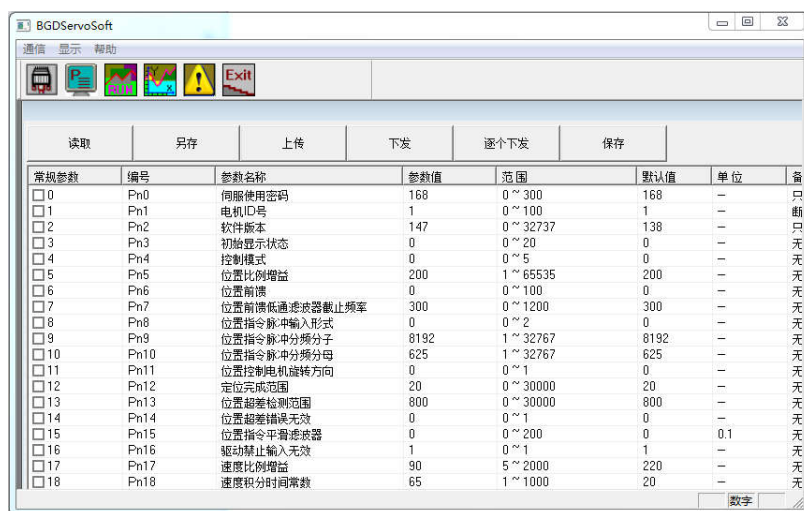 BGDServoSoft
通信 显示 帮助
P
RUN
Y X
Exit
读取 另存 上传 下发 逐个下发 保存
常规参数 编号 参数名称 参数值 范围 默认值 单位 备
0 Pn0 伺服使用密码 168 0 ~ 300 168 — 只
1 Pn1 电机ID号 1 0 ~ 100 1 — 断
2 Pn2 软件版本 147 0 ~ 32737 138 — 只
3 Pn3 初始显示状态 0 0 ~ 20 0 — 无
4 Pn4 控制模式 0 0 ~ 5 0 — 无
5 Pn5 位置比例增益 200 1 ~ 65535 200 — 无
6 Pn6 位置前馈 0 0 ~ 100 0 — 无
7 Pn7 位置前馈低通滤波器截止频率 300 0 ~ 1200 300 — 无
8 Pn8 位置指令脉冲输入形式 0 0 ~ 2 0 — 无
9 Pn9 位置指令脉冲分频分子 8192 1 ~ 32767 8192 — 无
10 Pn10 位置指令脉冲分频分母 625 1 ~ 32767 625 — 无
11 Pn11 位置控制电机旋转方向 0 0 ~ 1 0 — 无
12 Pn12 定位完成范围 20 0 ~ 30000 20 — 无
13 Pn13 位置超差检测范围 800 0 ~ 30000 800 — 无
14 Pn14 位置超差错误无效 0 0 ~ 1 0 — 无
15 Pn15 位置指令平滑滤波器 0 0 ~ 200 0 0.1 无
16 Pn16 驱动禁止输入无效 1 0 ~ 1 1 — 无
17 Pn17 速度比例增益 90 5 ~ 2000 220 — 无
18 Pn18 速度积分时间常数 65 1 ~ 1000 20 — 无
数字